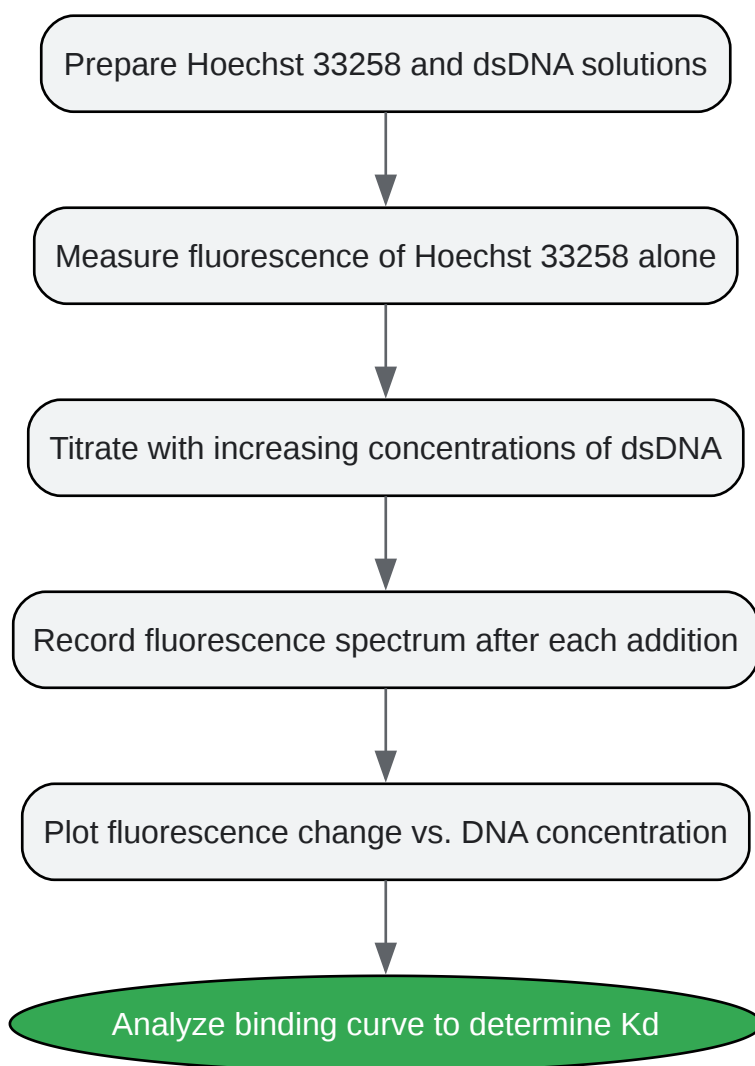 Prepare Hoechst 33258 and dsDNA solutions
Measure fluorescence of Hoechst 33258 alone
Titrate with increasing concentrations of dsDNA
Record fluorescence spectrum after each addition
Plot fluorescence change vs. DNA concentration
Analyze binding curve to determine Kd